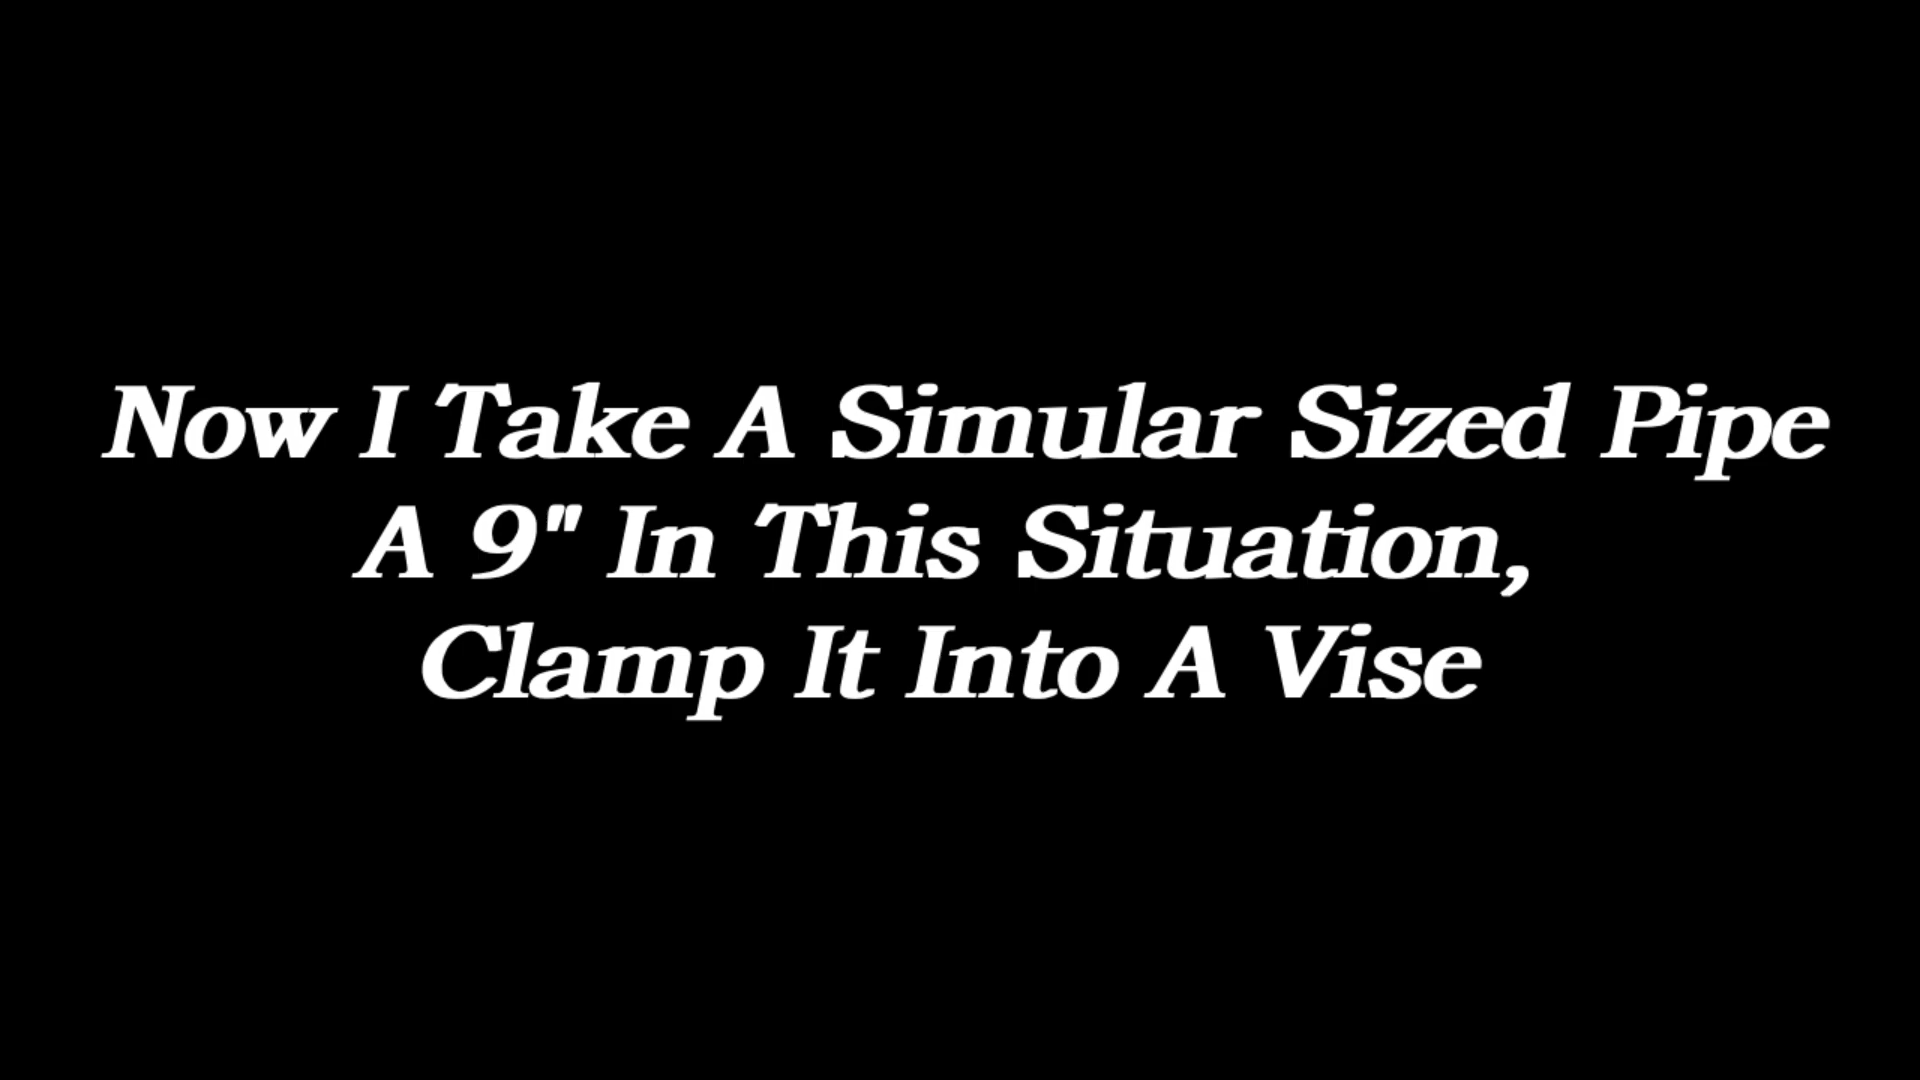 Now I Take A Simular Sized Pipe
A 9" In This Situation,
Clamp It Into A Vise